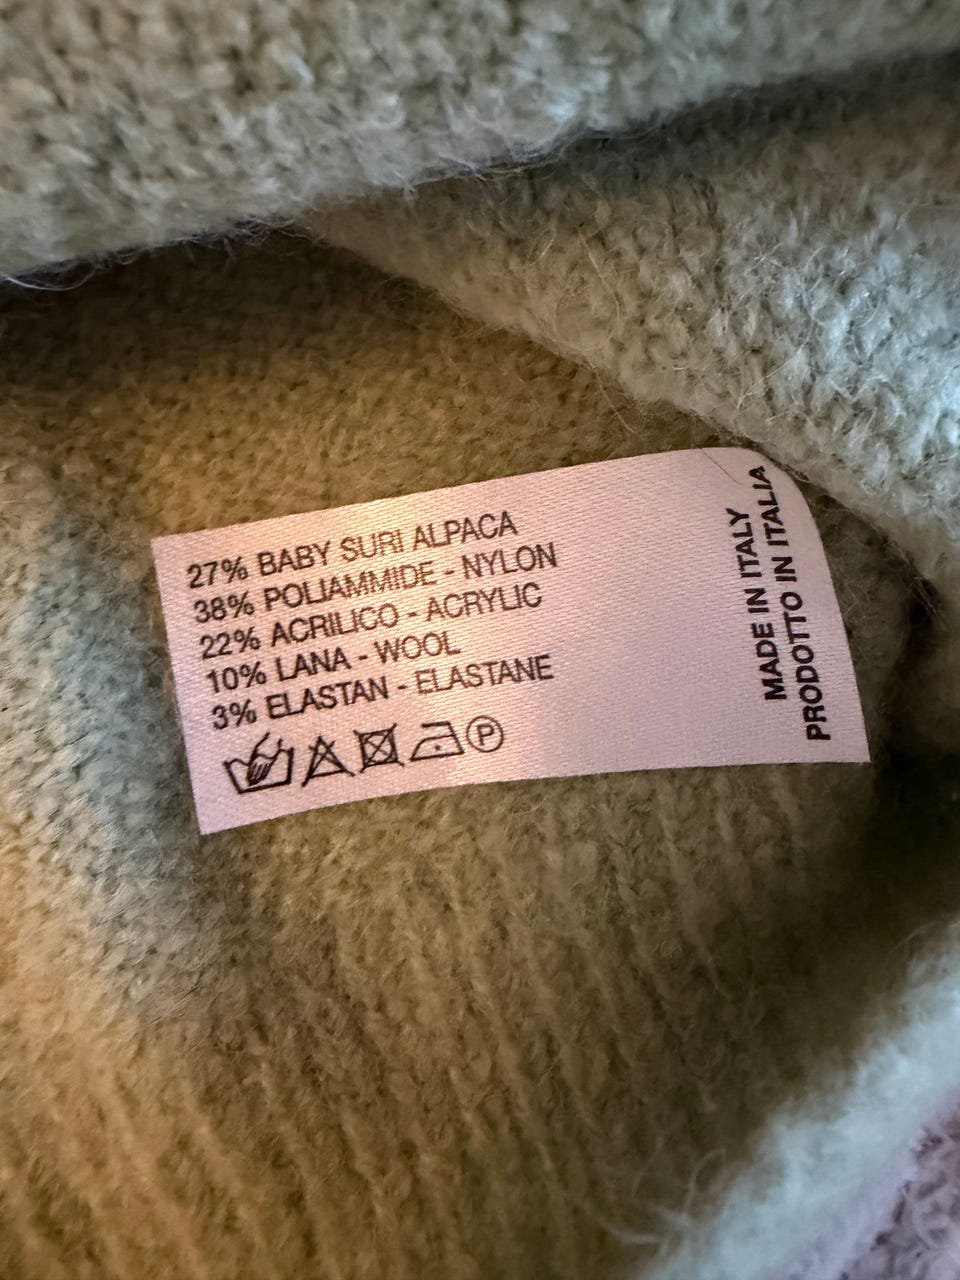 27% BABY SURI ALPACA
38% POLIAMMIDE - NYLON
22% ACRILICO - ACRYLIC
10% LANA - WOOL
3% ELASTAN - ELASTANE
P
MADE IN ITALY
PRODOTTO IN ITALIA